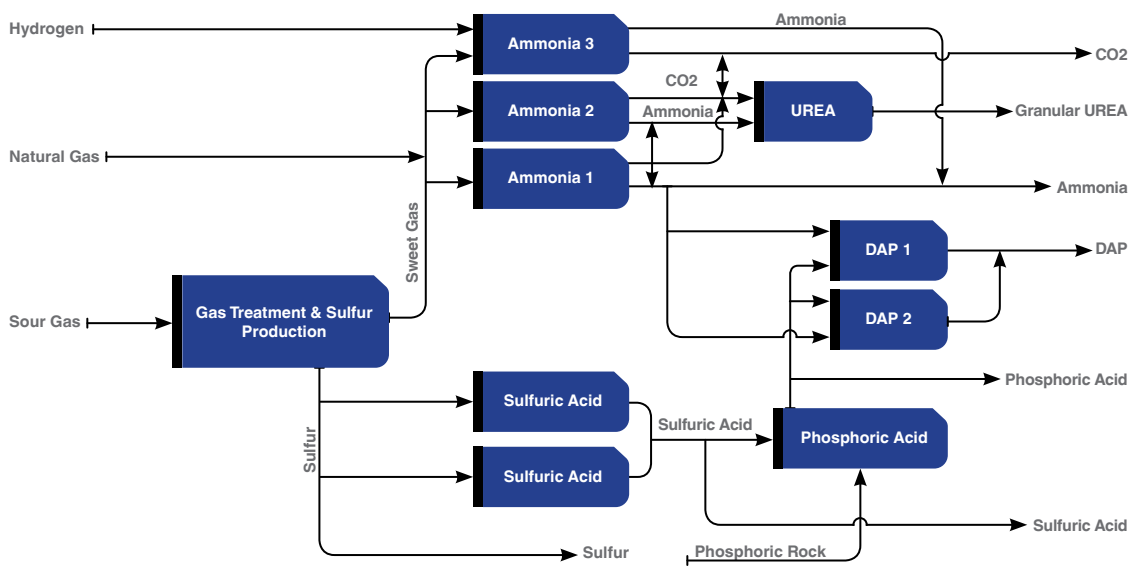 Hydrogen
Ammonia 3
Ammonia
CO2
CO2
Ammonia 2
Ammonia
UREA
Granular UREA
Natural Gas
Ammonia 1
Ammonia
Sweet Gas
DAP 1
DAP
Sour Gas
Gas Treatment & Sulfur
Production
DAP 2
Phosphoric Acid
Sulfuric Acid
Sulfuric Acid
Phosphoric Acid
Sulfur
Sulfuric Acid
Sulfuric Acid
Sulfur
Phosphoric Rock